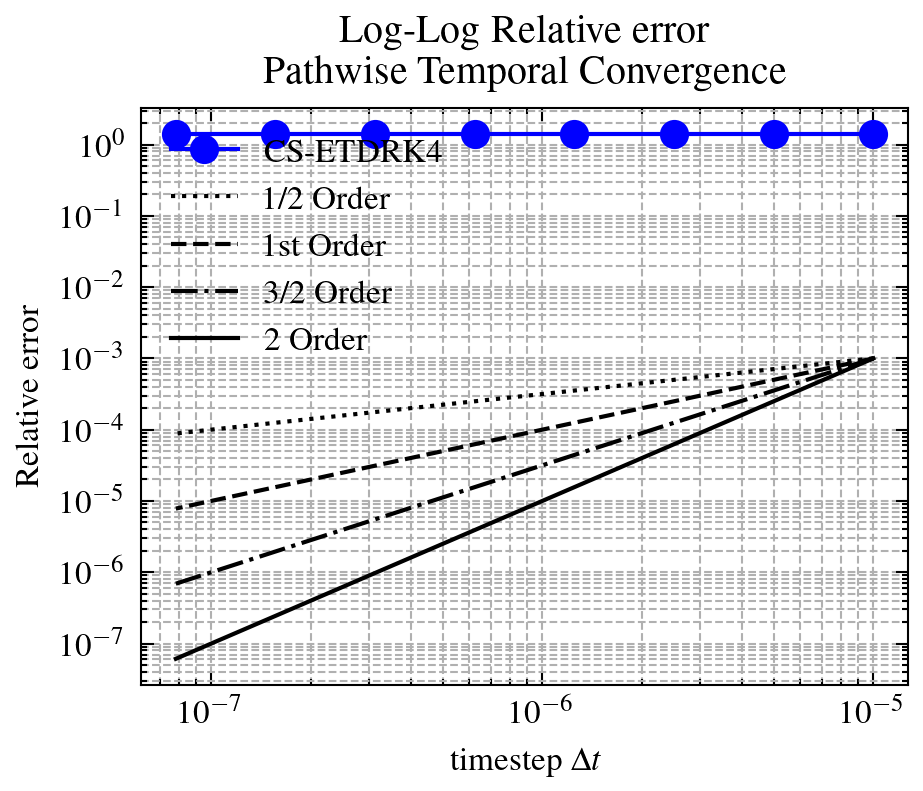 Log-Log Relative error
Pathwise Temporal Convergence
Relative error
10⁰
10⁻¹
10⁻²
10⁻³
10⁻⁴
10⁻⁵
10⁻⁶
10⁻⁷
CS-ETDRK4
1/2 Order
1st Order
3/2 Order
2 Order
10⁻⁷ 10⁻⁶ 10⁻⁵
timestep Δt